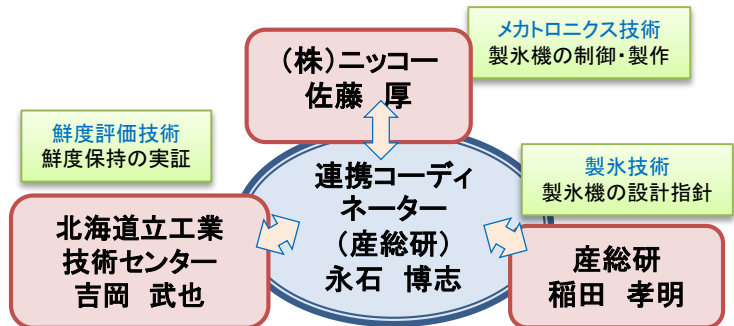 メカトロニクス技術
製氷機の制御・製作
(株)ニッコー
佐藤 厚
鮮度評価技術
鮮度保持の実証
製氷技術
製氷機の設計指針
連携コーディ
ネーター
(産総研)
永石 博志
北海道立工業
技術センター
吉岡 武也
産総研
稲田 孝明